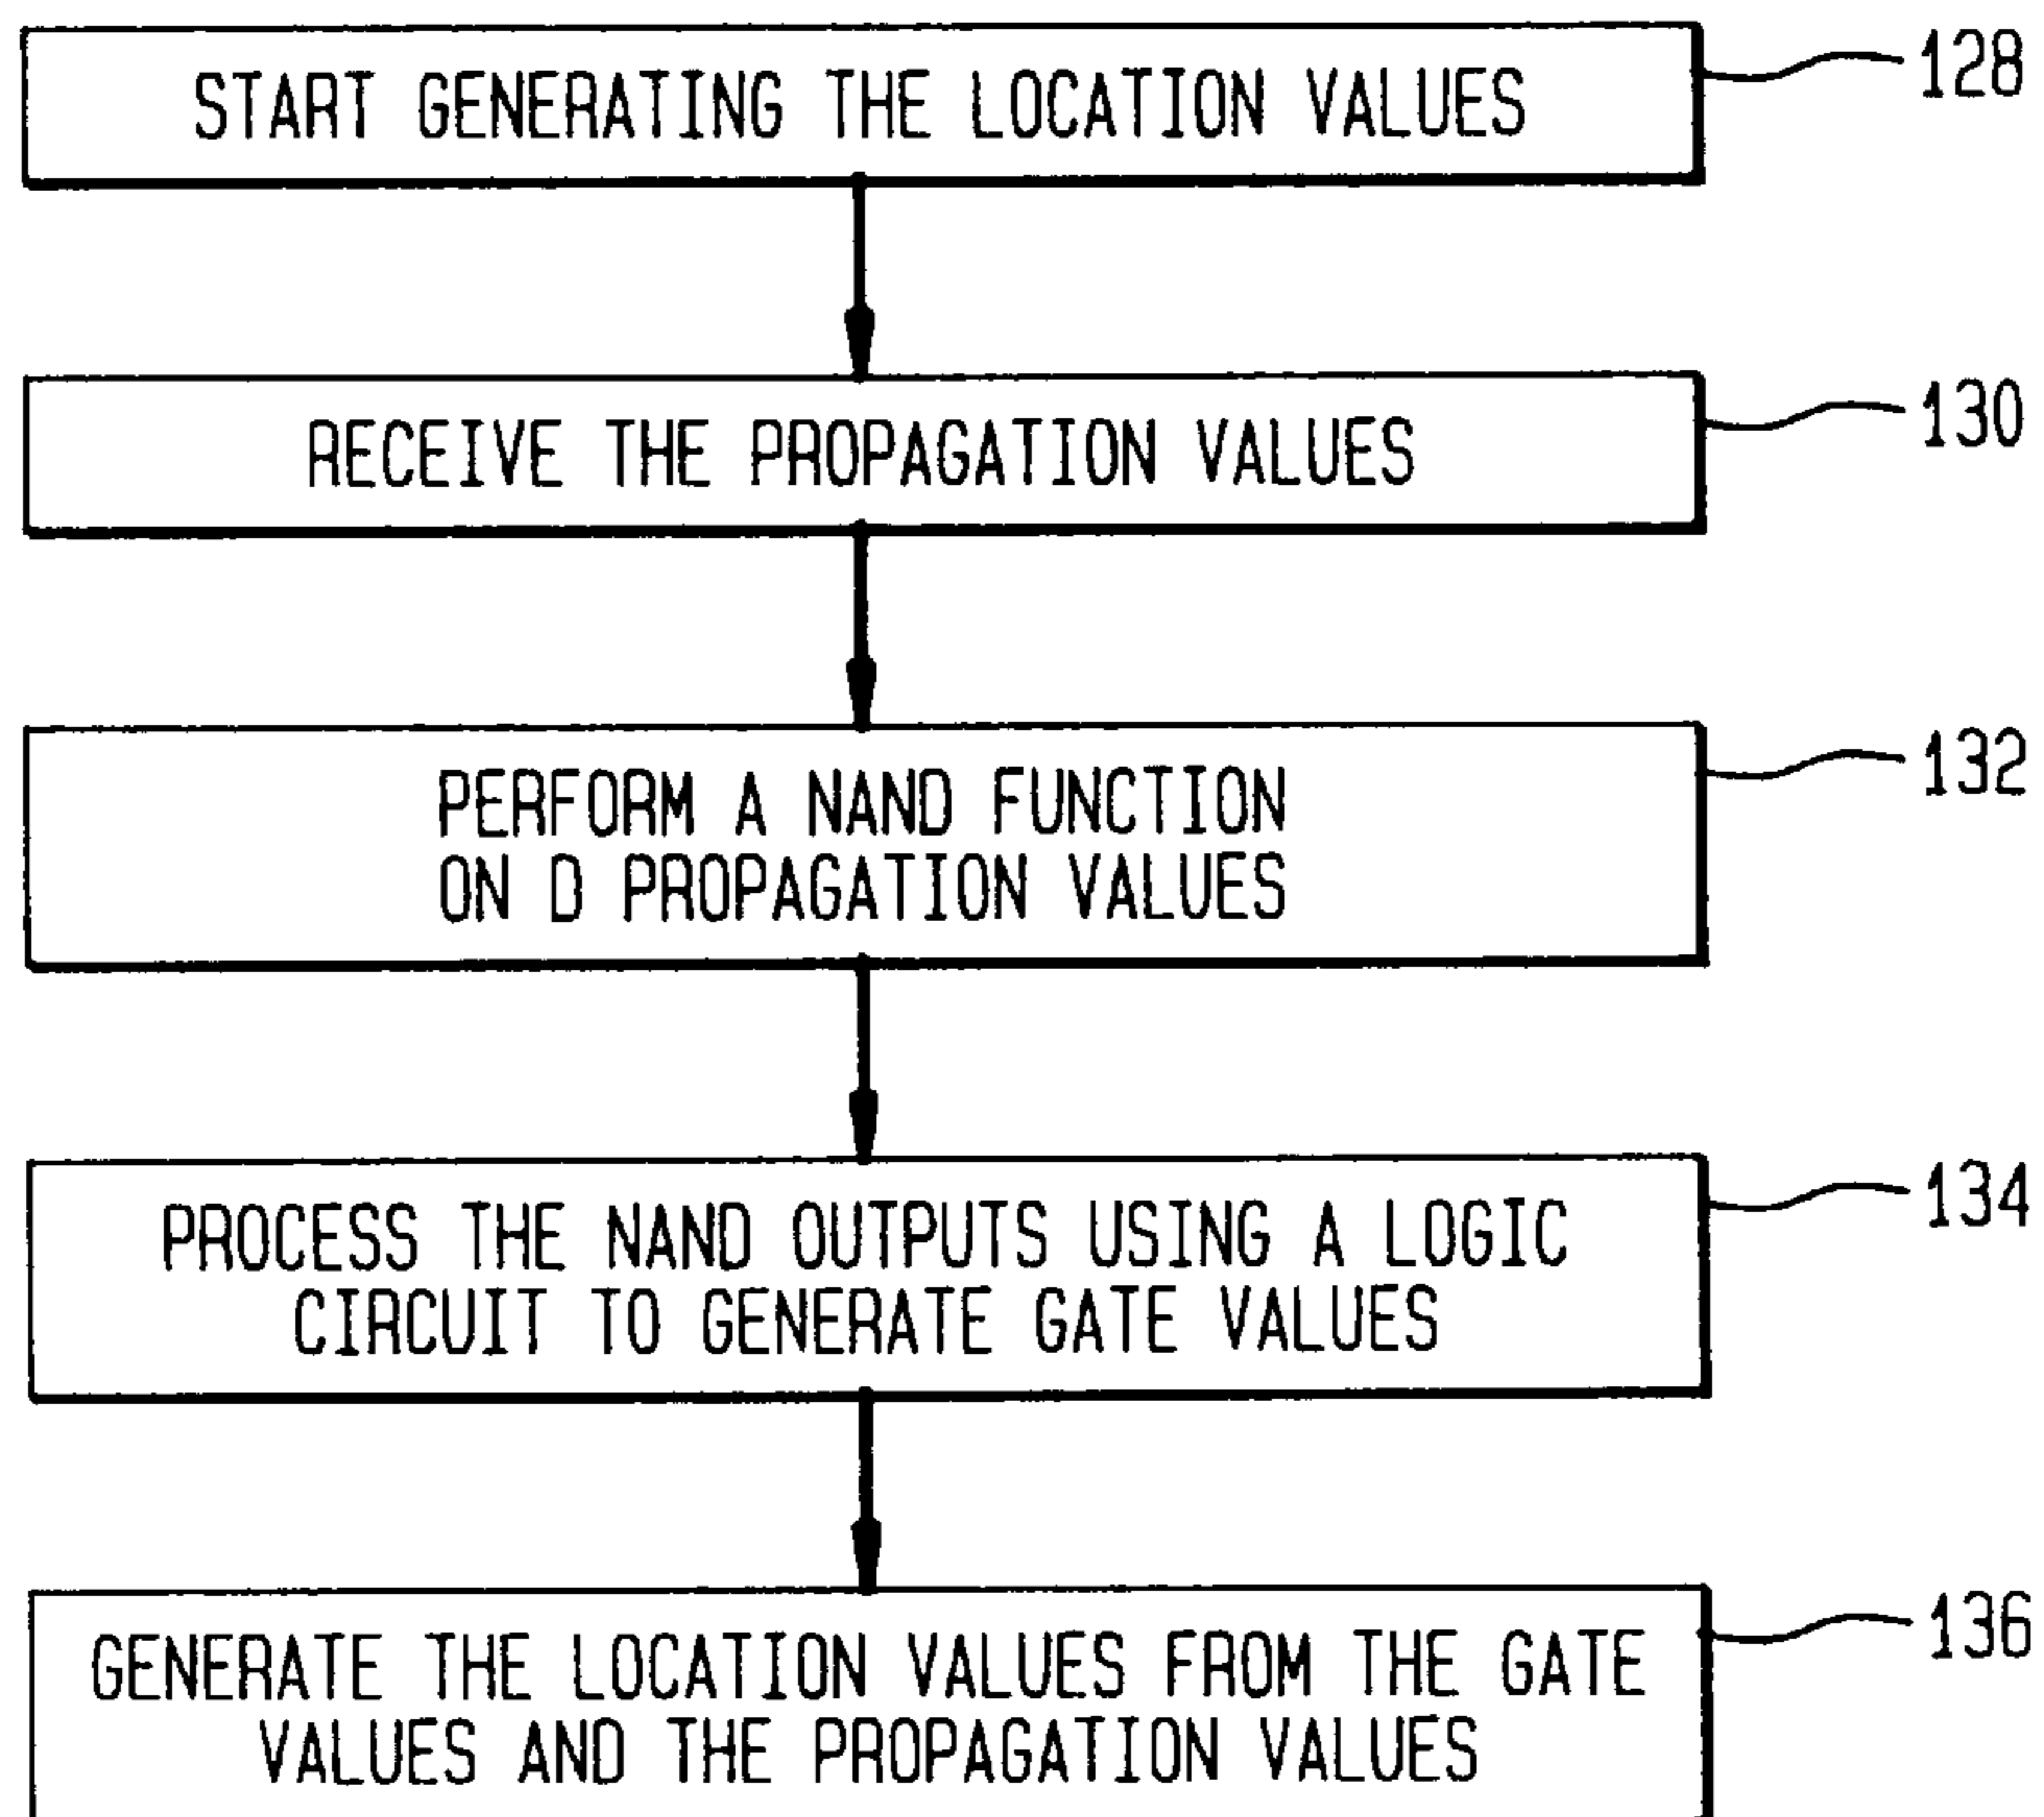 START GENERATING THE LOCATION VALUES
128
RECEIVE THE PROPAGATION VALUES
130
PERFORM A NAND FUNCTION
ON D PROPAGATION VALUES
132
PROCESS THE NAND OUTPUTS USING A LOGIC
CIRCUIT TO GENERATE GATE VALUES
134
GENERATE THE LOCATION VALUES FROM THE GATE
VALUES AND THE PROPAGATION VALUES
136